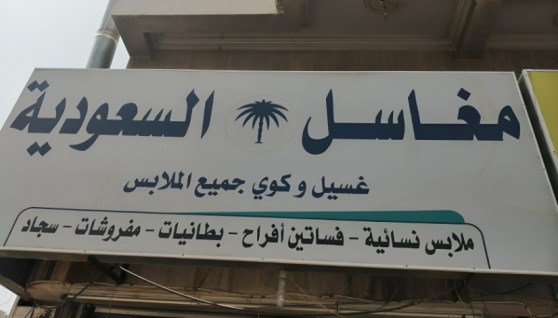 مغاسل السعودية
غسيل و كوي جميع الملابس
ملابس نسائية - فساتين أفراح - بطانيات - مفروشات - سجاد